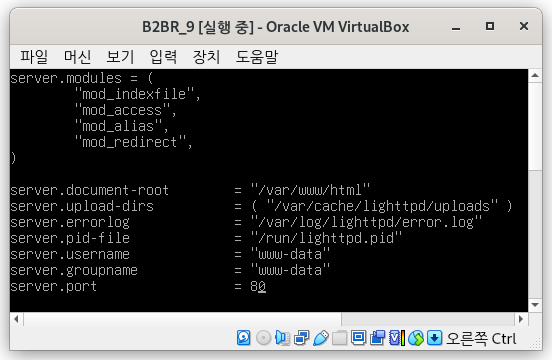 B2BR_9 [실행 중] - Oracle VM VirtualBox
파일 머신 보기 입력 장치 도움말
server.modules = (
        "mod_indexfile",
        "mod_access",
        "mod_alias",
        "mod_redirect",
)
server.document-root        = "/var/www/html"
server.upload-dirs          = ( "/var/cache/lighttpd/uploads" )
server.errorlog             = "/var/log/lighttpd/error.log"
server.pid-file             = "/run/lighttpd.pid"
server.username             = "www-data"
server.groupname            = "www-data"
server.port                 = 80
오른쪽 Ctrl